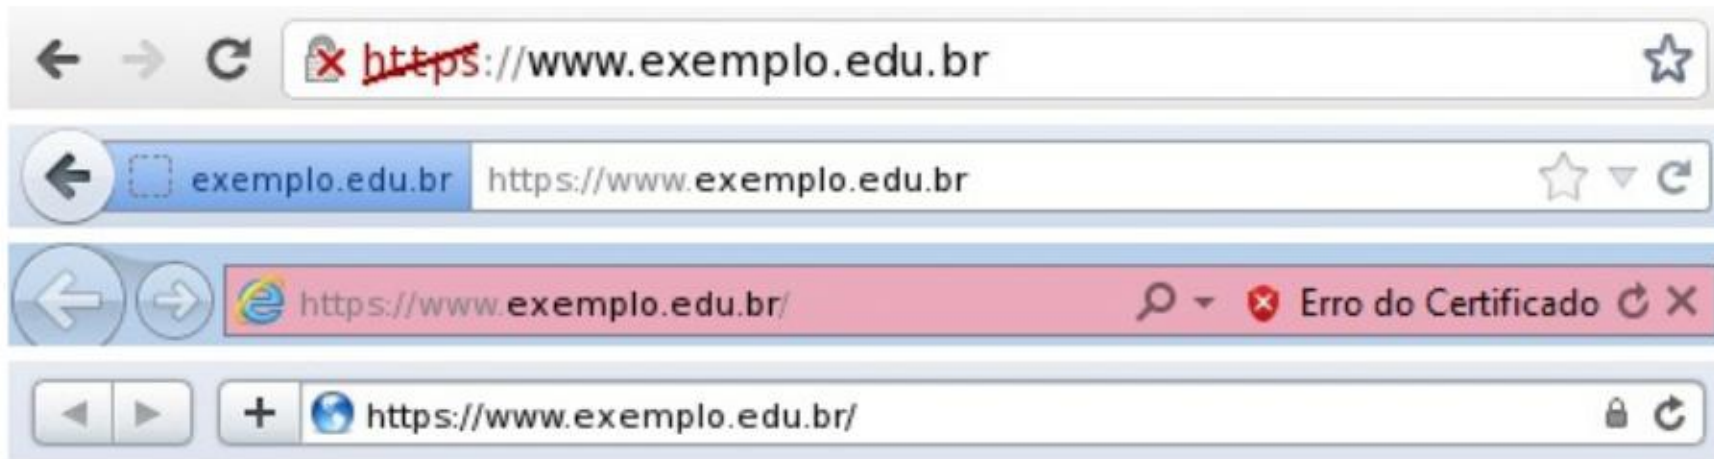 https://www.exemplo.edu.br
exemplo.edu.br https://www.exemplo.edu.br
https://www.exemplo.edu.br/ Erro do Certificado
https://www.exemplo.edu.br/